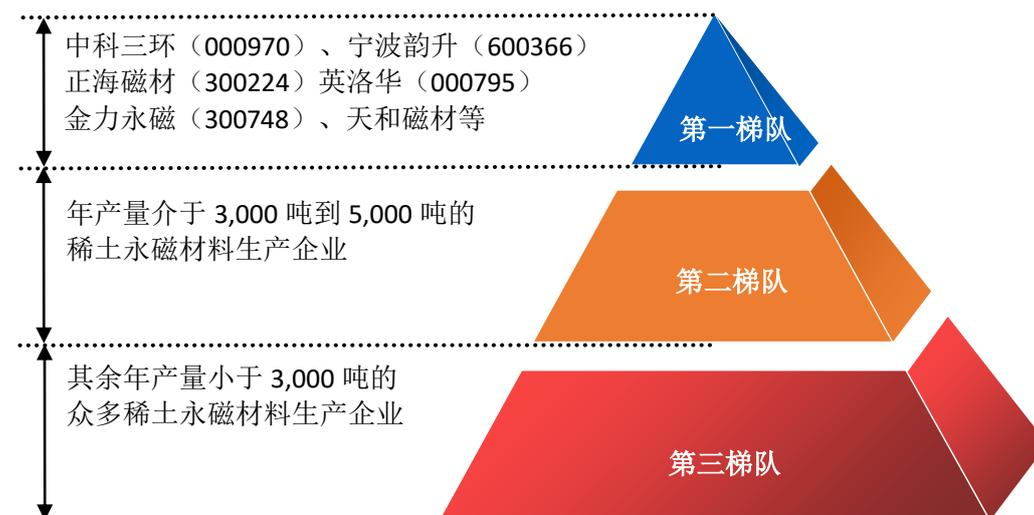 中科三环（000970）、宁波韵升（600366）
正海磁材（300224）英洛华（000795）
金力永磁（300748）、天和磁材等
第一梯队
年产量介于 3,000 吨到 5,000 吨的
稀土永磁材料生产企业
第二梯队
其余年产量小于 3,000 吨的
众多稀土永磁材料生产企业
第三梯队